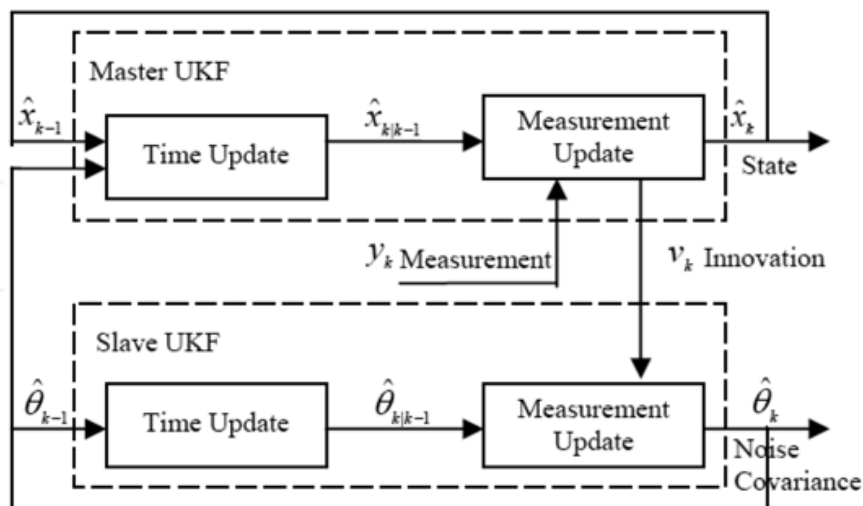 Master UKF
x̂ₖ₋₁
Time Update
x̂ₖ|ₖ₋₁
Measurement
Update
x̂ₖ
State
yₖ Measurement
vₖ Innovation
Slave UKF
θ̂ₖ₋₁
Time Update
θ̂ₖ|ₖ₋₁
Measurement
Update
θ̂ₖ
Noise
Covariance